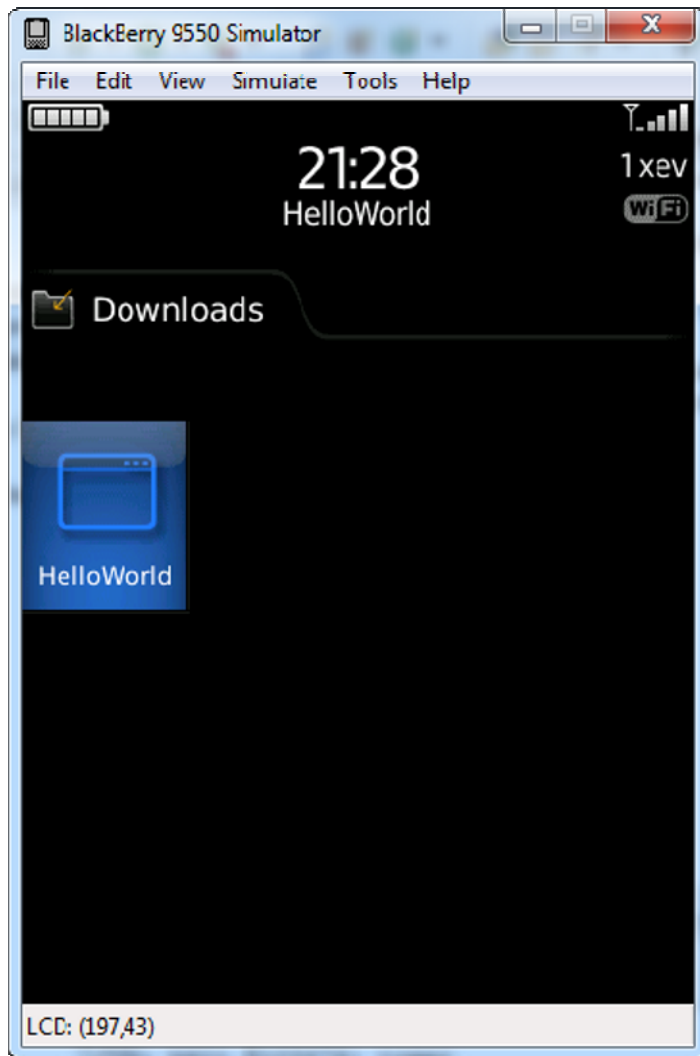 BlackBerry 9550 Simulator
File Edit View Simulate Tools Help
21:28
1xev
HelloWorld
WiFi
Downloads
HelloWorld
LCD: (197,43)